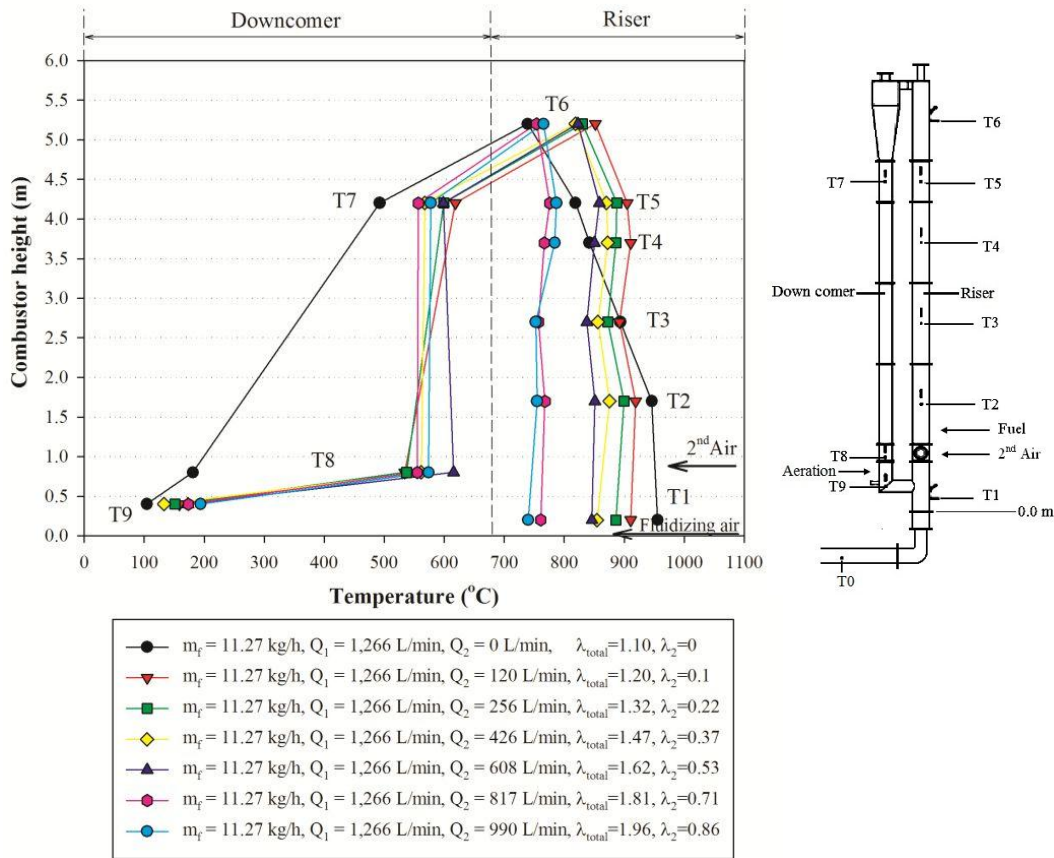 Downcomer
Riser
6.0
5.5
5.0
4.5
4.0
3.5
3.0
2.5
2.0
1.5
1.0
0.5
0.0
Combustor height (m)
T6
T7
T5
T4
T3
T2
2nd Air
T8
T1
T9
Fluidizing air
0 100 200 300 400 500 600 700 800 900 1000 1100
Temperature (°C)
mf = 11.27 kg/h, Q1 = 1,266 L/min, Q2 = 0 L/min, λtotal=1.10, λ2=0
mf = 11.27 kg/h, Q1 = 1,266 L/min, Q2 = 120 L/min, λtotal=1.20, λ2=0.1
mf = 11.27 kg/h, Q1 = 1,266 L/min, Q2 = 256 L/min, λtotal=1.32, λ2=0.22
mf = 11.27 kg/h, Q1 = 1,266 L/min, Q2 = 426 L/min, λtotal=1.47, λ2=0.37
mf = 11.27 kg/h, Q1 = 1,266 L/min, Q2 = 608 L/min, λtotal=1.62, λ2=0.53
mf = 11.27 kg/h, Q1 = 1,266 L/min, Q2 = 817 L/min, λtotal=1.81, λ2=0.71
mf = 11.27 kg/h, Q1 = 1,266 L/min, Q2 = 990 L/min, λtotal=1.96, λ2=0.86
T6
T7
T5
T4
Down comer
Riser
T3
T2
Fuel
T8
2nd Air
Aeration
T9
T1
0.0 m
T0